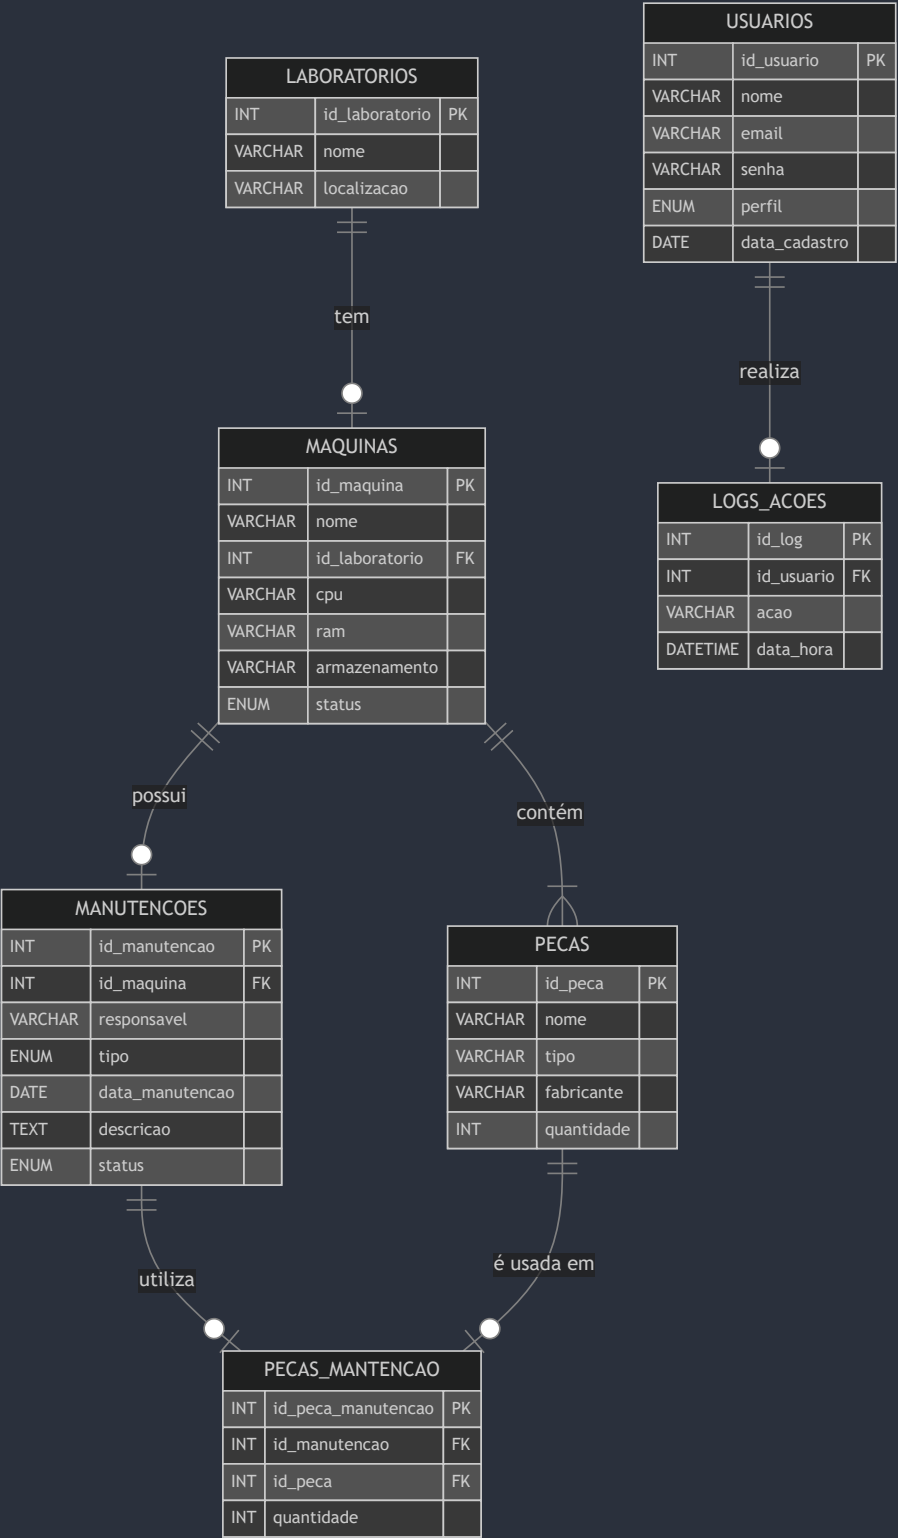 LABORATORIOS
INT id_laboratorio PK
VARCHAR nome
VARCHAR localizacao
USUARIOS
INT id_usuario PK
VARCHAR nome
VARCHAR email
VARCHAR senha
ENUM perfil
DATE data_cadastro
tem
realiza
MAQUINAS
INT id_maquina PK
VARCHAR nome
INT id_laboratorio FK
VARCHAR cpu
VARCHAR ram
VARCHAR armazenamento
ENUM status
LOGS_ACOES
INT id_log PK
INT id_usuario FK
VARCHAR acao
DATETIME data_hora
possui
contém
MANUTENCOES
INT id_manutencao PK
INT id_maquina FK
VARCHAR responsavel
ENUM tipo
DATE data_manutencao
TEXT descricao
ENUM status
PECAS
INT id_peca PK
VARCHAR nome
VARCHAR tipo
VARCHAR fabricante
INT quantidade
utiliza
é usada em
PECAS_MANTENCAO
INT id_peca_manutencao PK
INT id_manutencao FK
INT id_peca FK
INT quantidade